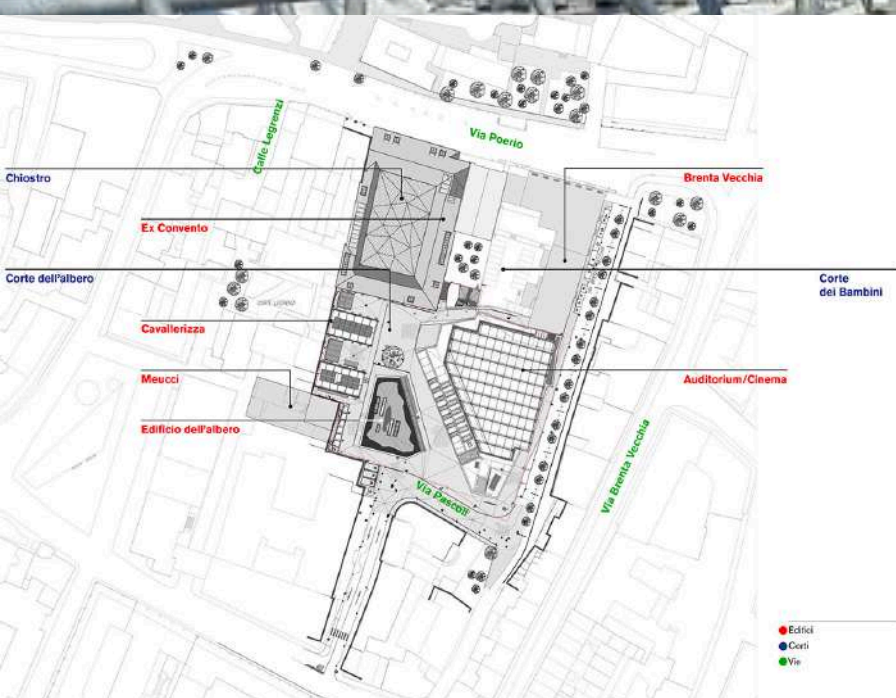 Calle Legrenzi
Via Poerio
Chiostro
Brenta Vecchia
Ex Convento
Corte dell'albero
Corte
dei Bambini
Cavallerizza
Meucci
Auditorium/Cinema
Edificio dell'albero
Via Brenta Vecchia
Via Pascoli
Edifici
Corti
Vie